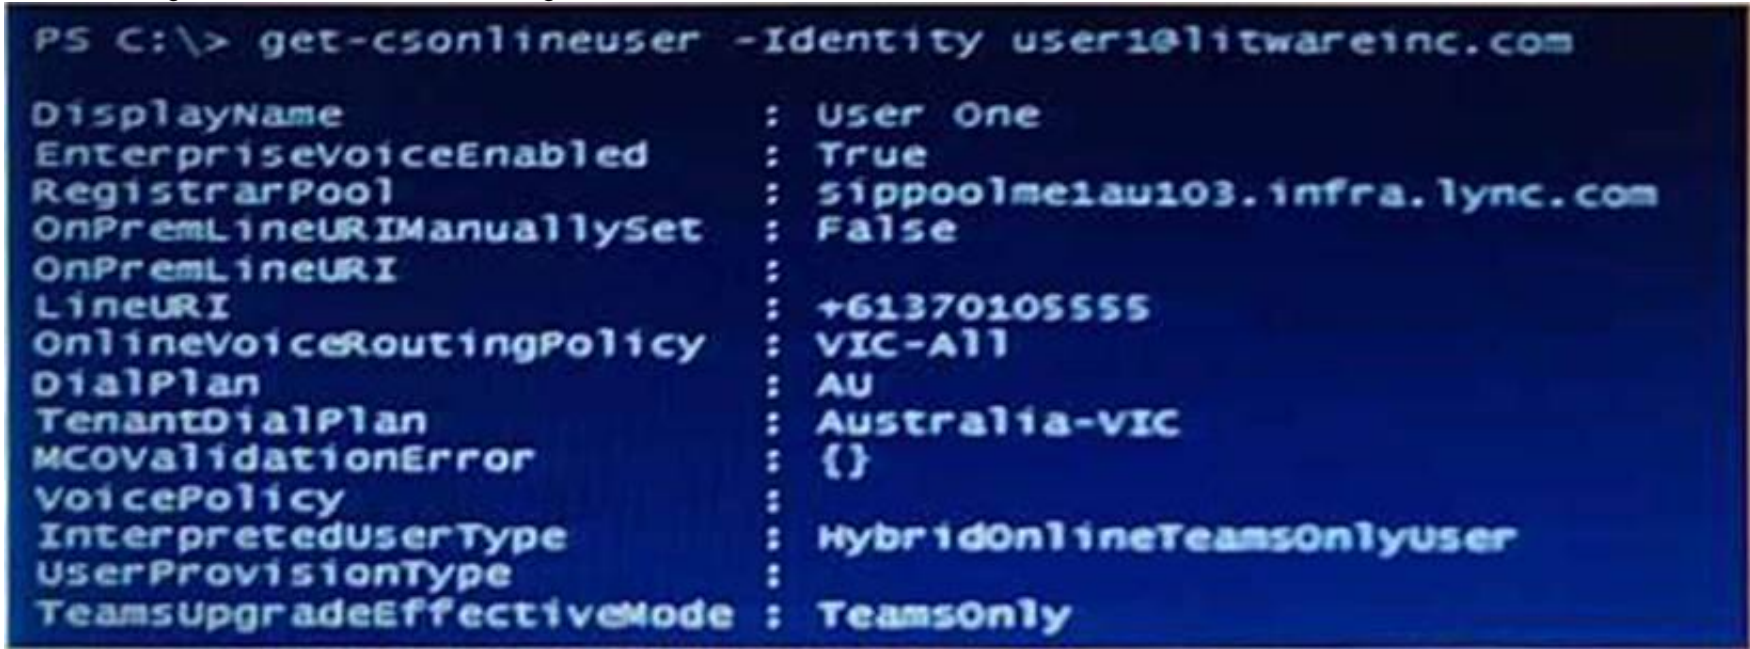 PS C:\> get-csonlineuser -Identity user1@litwareinc.com
DisplayName : User One
EnterpriseVoiceEnabled : True
RegistrarPool : sippoolme1au103.infra.lync.com
OnPremLineURIManuallySet : False
OnPremLineURI :
LineURI : +61370105555
OnlineVoiceRoutingPolicy : VIC-All
DialPlan : AU
TenantDialPlan : Australia-VIC
MCOValidationError : {}
VoicePolicy :
InterpretedUserType : HybridOnlineTeamsOnlyUser
UserProvisionType :
TeamsUpgradeEffectiveMode : TeamsOnly